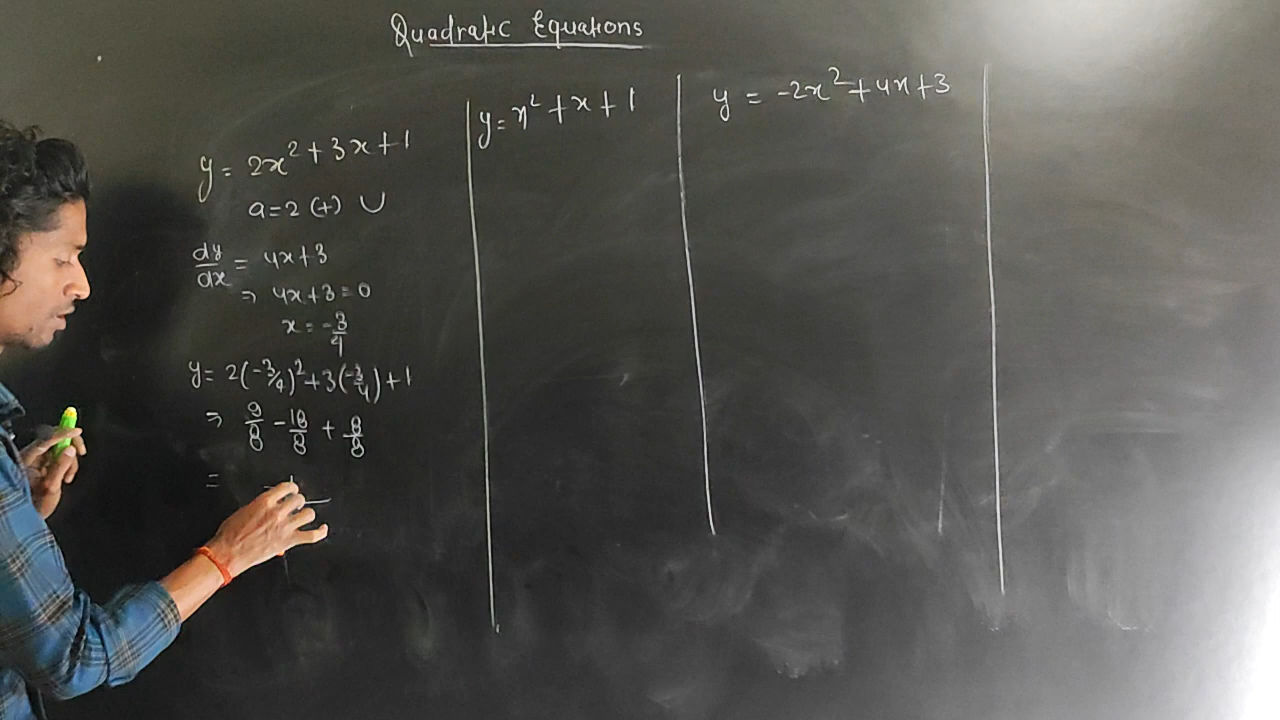 Quadratic Equations
y = 2x² + 3x + 1
a = 2 (+) ∪
dy/dx = 4x + 3
⇒ 4x + 3 = 0
x = -3/4
y = 2(-3/4)² + 3(-3/4) + 1
⇒ 9/8 - 18/8 + 8/8
=
y = x² + x + 1
y = -2x² + 4x + 3